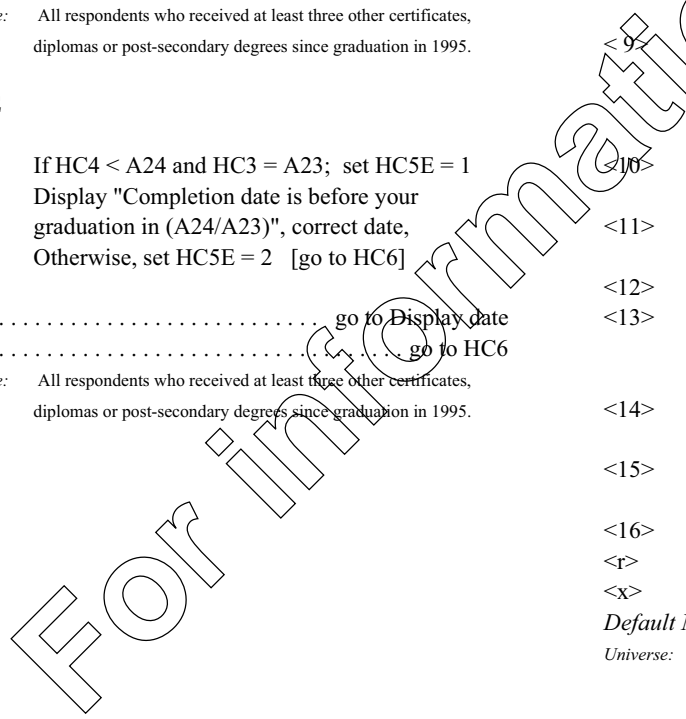 e: All respondents who received at least three other certificates,
diplomas or post-secondary degrees since graduation in 1995.
If HC4 < A24 and HC3 = A23; set HC5E = 1
Display "Completion date is before your
graduation in (A24/A23)", correct date,
Otherwise, set HC5E = 2 [go to HC6]
. . . . . . . . . . . . . . . . . . . . . . . . . . . . go to Display date
. . . . . . . . . . . . . . . . . . . . . . . . . . . . . . . . . . . go to HC6
e: All respondents who received at least three other certificates,
diplomas or post-secondary degrees since graduation in 1995.
< 9>
<10>
<11>
<12>
<13>
<14>
<15>
<16>
<r>
<x>
Default
Universe:
For informati